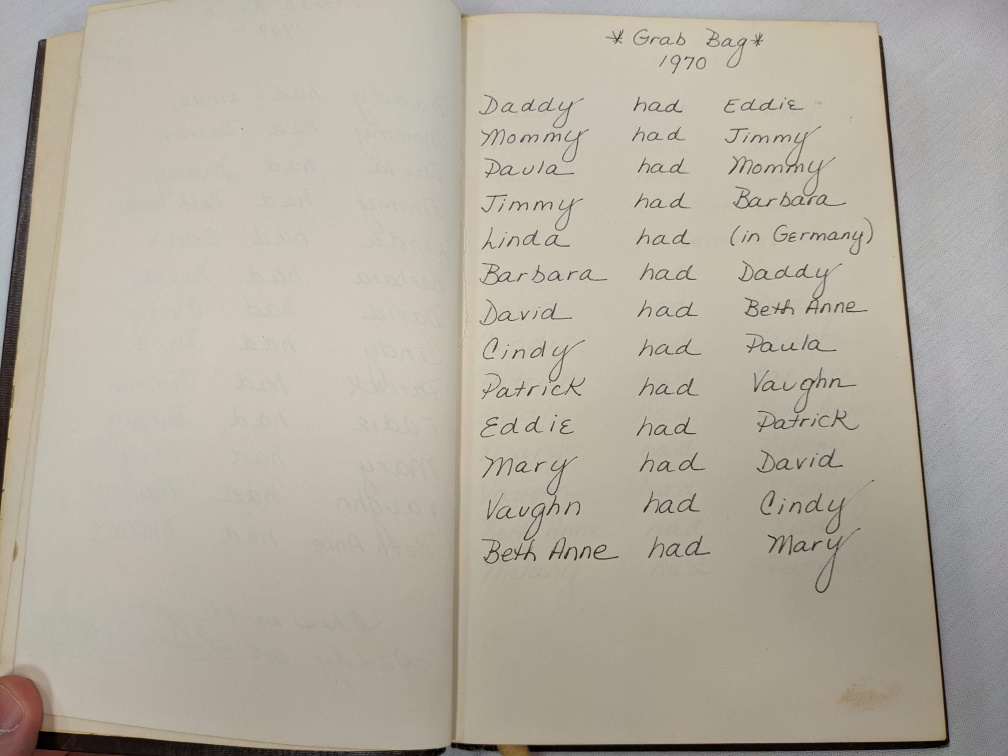 *Grab Bag*
1970
Daddy had Eddie
Mommy had Jimmy
Paula had Mommy
Jimmy had Barbara
Linda had (in Germany)
Barbara had Daddy
David had Beth Anne
Cindy had Paula
Patrick had Vaughn
Eddie had Patrick
Mary had David
Vaughn had Cindy
Beth Anne had Mary